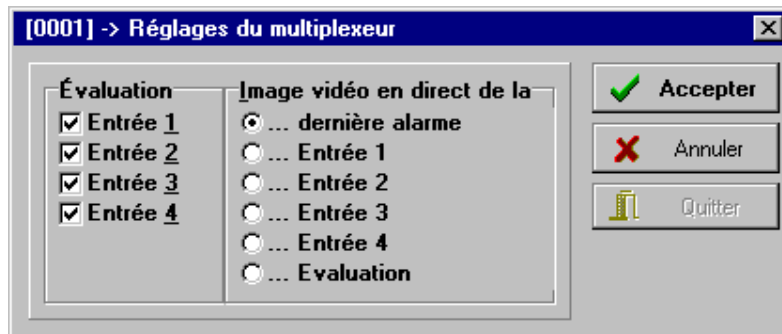 [0001] -> Réglages du multiplexeur
Évaluation
Entrée 1
Entrée 2
Entrée 3
Entrée 4
Image vidéo en direct de la
... dernière alarme
... Entrée 1
... Entrée 2
... Entrée 3
... Entrée 4
... Evaluation
Accepter
Annuler
Quitter